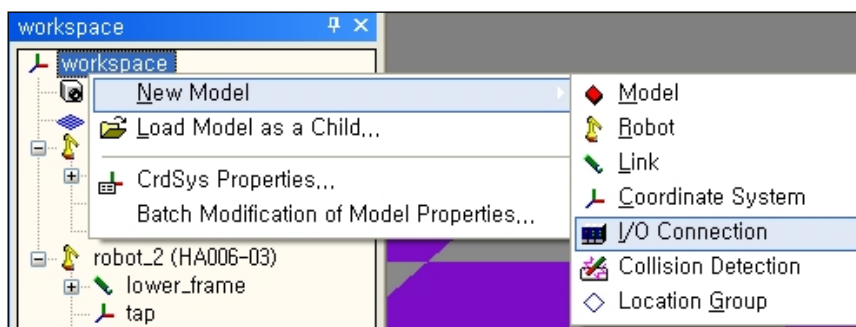 workspace
workspace
New Model
Load Model as a Child,,,
CrdSys Properties,,,
Batch Modification of Model Properties,,,
Model
Robot
Link
Coordinate System
I/O Connection
Collision Detection
Location Group
robot_2 (HA006-03)
lower_frame
tap